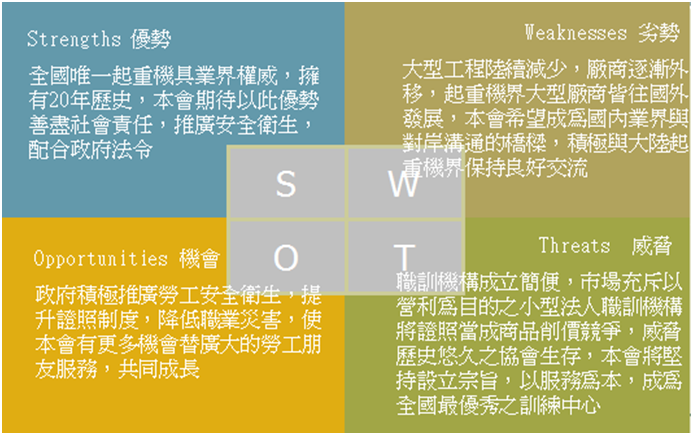 Strengths 優勢
全國唯一起重機具業界權威，擁
有20年歷史，本會期待以此優勢
善盡社會責任，推廣安全衛生，
配合政府法令
Weaknesses 劣勢
大型工程陸續減少，廠商逐漸外
移，起重機界大型廠商皆往國外
發展，本會希望成為國內業界與
對岸溝通的橋樑，積極與大陸起
重機界保持良好交流
S W
O T
Opportunities 機會
政府積極推廣勞工安全衛生，提
升證照制度，降低職業災害，使
本會有更多機會替廣大的勞工朋
友服務，共同成長
Threats 威脅
職訓機構成立簡便，市場充斥以
營利為目的之小型法人職訓機構
將證照當成商品削價競爭，威脅
歷史悠久之協會生存，本會將堅
持設立宗旨，以服務為本，成為
全國最優秀之訓練中心